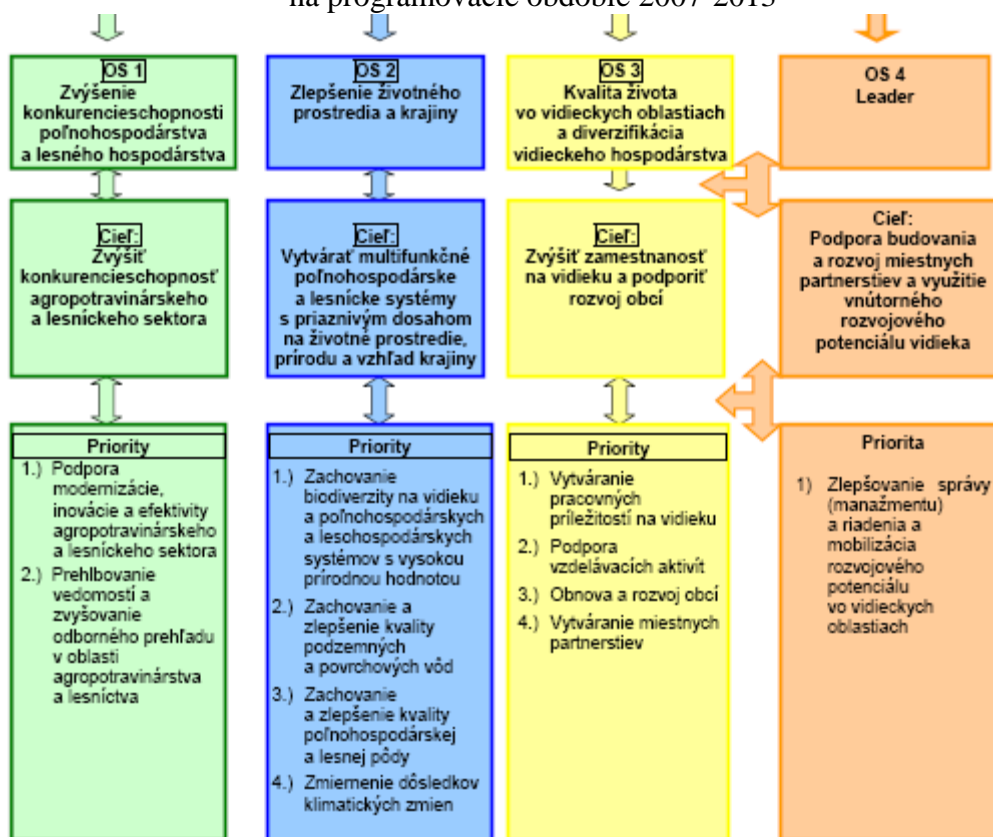 na programovacie obdobie 2007-2013
OS 1
Zvýšenie
konkurencieschopnosti
poľnohospodárstva
a lesného hospodárstva
OS 2
Zlepšenie životného
prostredia a krajiny
OS 3
Kvalita života
vo vidieckych oblastiach
a diverzifikácia
vidieckeho hospodárstva
OS 4
Leader
Cieľ:
Zvýšiť
konkurencieschopnosť
agropotravinárskeho
a lesníckeho sektora
Cieľ:
Vytvárať multifunkčné
poľnohospodárske
a lesnícke systémy
s priaznivým dosahom
na životné prostredie,
prírodu a vzhľad krajiny
Cieľ:
Zvýšiť zamestnanosť
na vidieku a podporiť
rozvoj obcí
Cieľ:
Podpora budovania
a rozvoj miestnych
partnerstiev a využitie
vnútorného
rozvojového
potenciálu vidieka
Priority
1.) Podpora
modernizácie,
inovácie a efektivity
agropotravinárskeho
a lesníckeho sektora
2.) Prehlbovanie
vedomostí a
zvyšovanie
odborného prehľadu
v oblasti
agropotravinárstva
a lesníctva
Priority
1.) Zachovanie
biodiverzity na vidieku
a poľnohospodárskych
a lesohospodárskych
systémov s vysokou
prírodnou hodnotou
2.) Zachovanie a
zlepšenie kvality
podzemných
a povrchových vôd
3.) Zachovanie
a zlepšenie kvality
poľnohospodárskej
a lesnej pôdy
4.) Zmiernenie dôsledkov
klimatických zmien
Priority
1.) Vytváranie
pracovných
príležitostí na vidieku
2.) Podpora
vzdelávacích aktivít
3.) Obnova a rozvoj obcí
4.) Vytváranie miestnych
partnerstiev
Priorita
1) Zlepšovanie správy
(manažmentu)
a riadenia a
mobilizácia
rozvojového
potenciálu
vo vidieckych
oblastiach